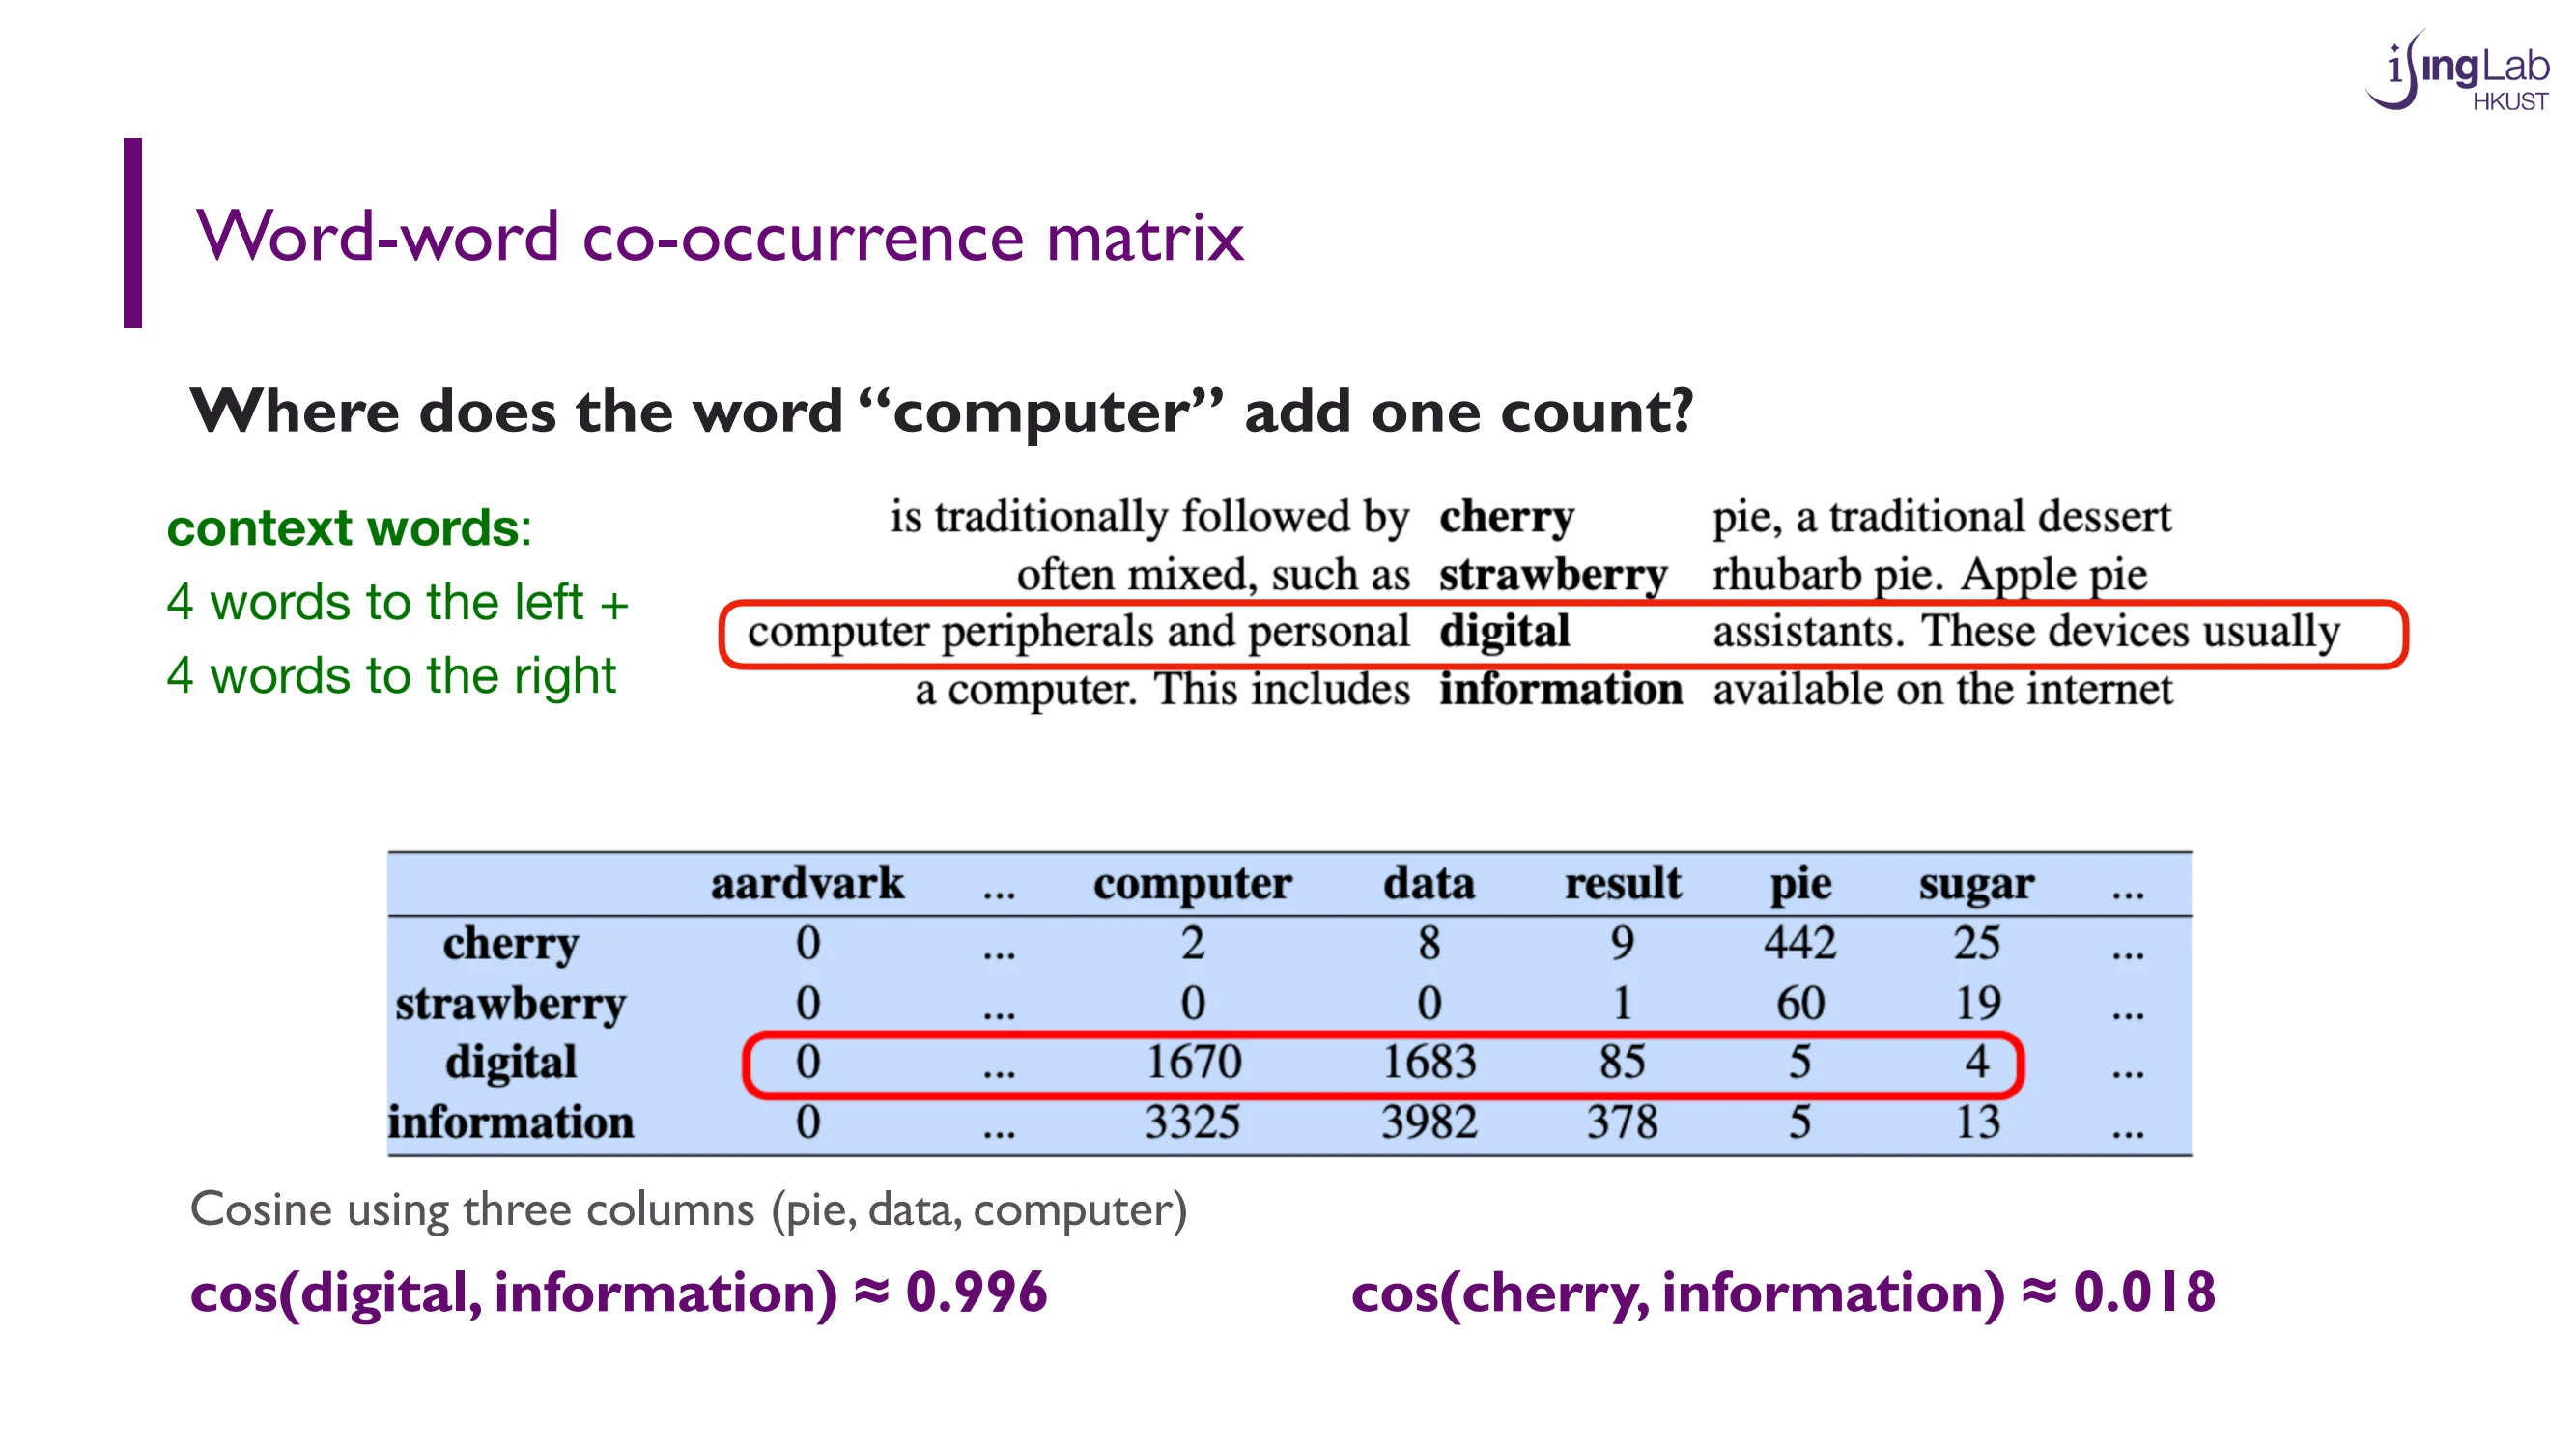 iSingLab
HKUST
Word-word co-occurrence matrix
Where does the word “computer” add one count?
context words:
4 words to the left +
4 words to the right
is traditionally followed by cherry pie, a traditional dessert
often mixed, such as strawberry rhubarb pie. Apple pie
computer peripherals and personal digital assistants. These devices usually
a computer. This includes information available on the internet
aardvark ... computer data result pie sugar ...
cherry 0 ... 2 8 9 442 25 ...
strawberry 0 ... 0 0 1 60 19 ...
digital 0 ... 1670 1683 85 5 4 ...
information 0 ... 3325 3982 378 5 13 ...
Cosine using three columns (pie, data, computer)
cos(digital, information) ≈ 0.996
cos(cherry, information) ≈ 0.018